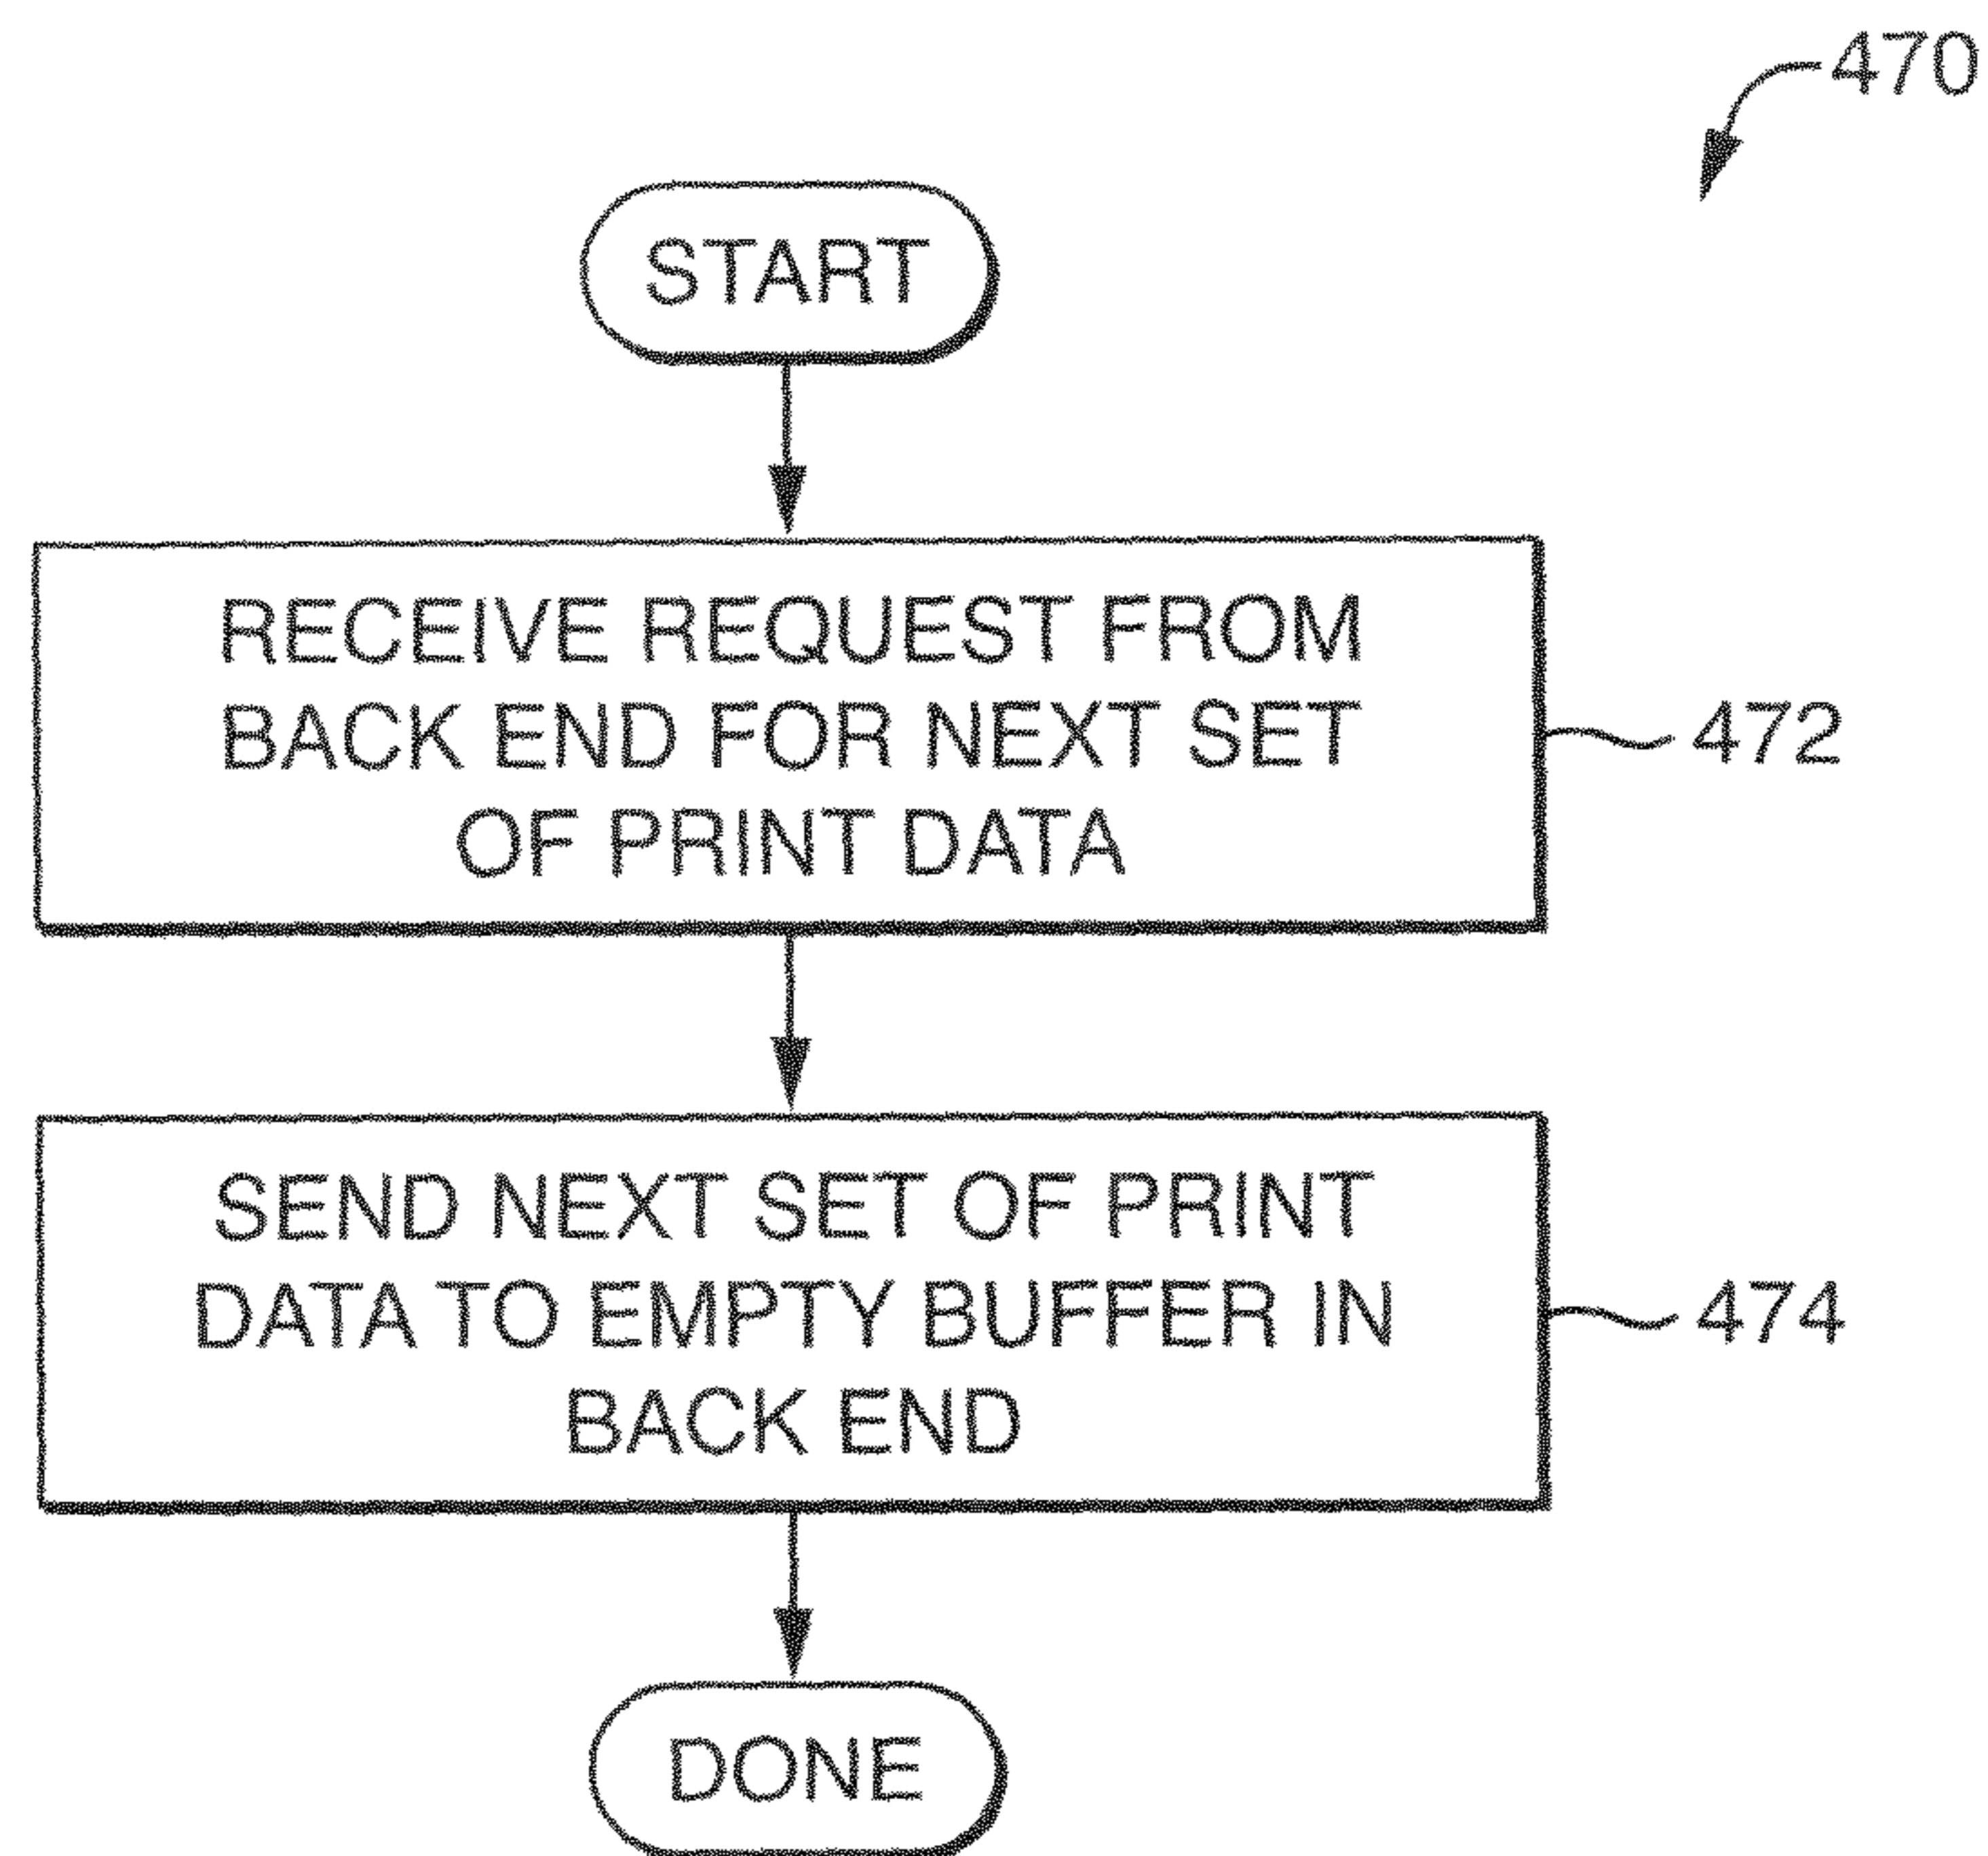 470
START
RECEIVE REQUEST FROM
BACK END FOR NEXT SET
OF PRINT DATA
472
SEND NEXT SET OF PRINT
DATA TO EMPTY BUFFER IN
BACK END
474
DONE